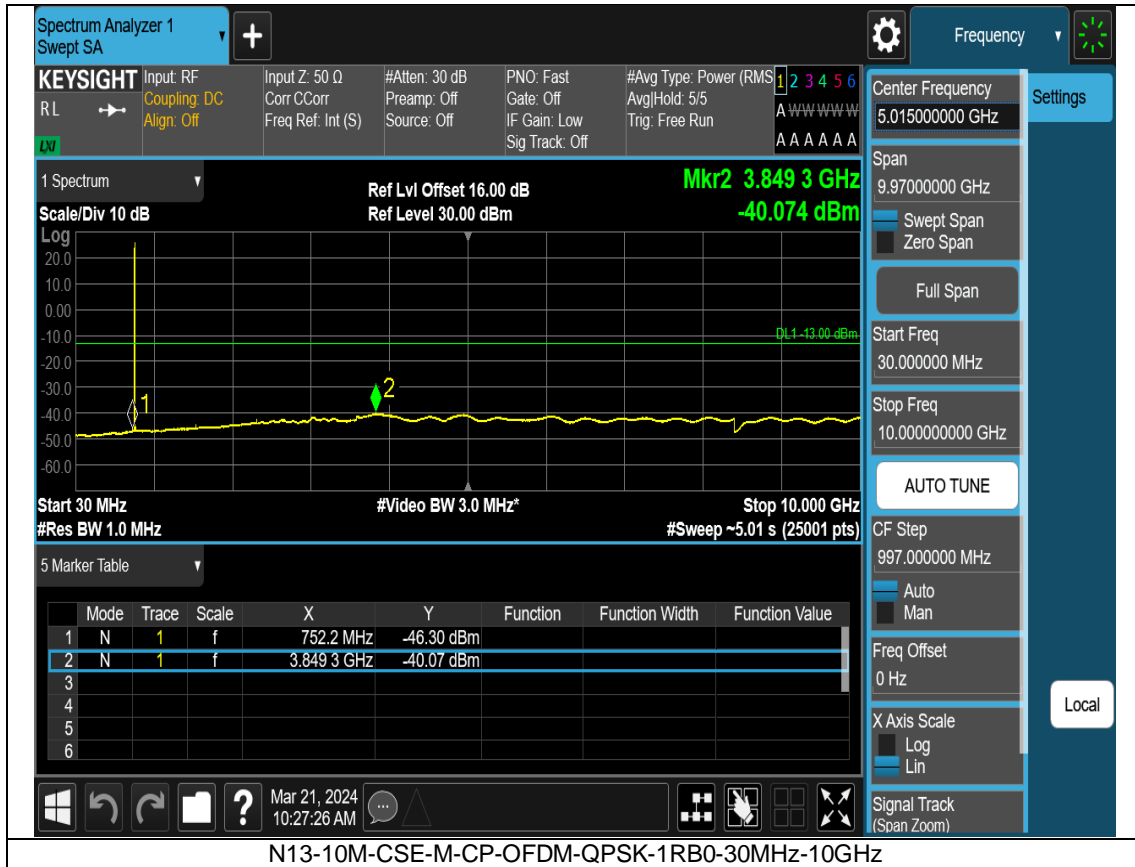 Spectrum Analyzer 1
Swept SA
Frequency
KEYSIGHT
RL
LXI
Input: RF
Coupling: DC
Align: Off
Input Z: 50 Ω
Corr CCorr
Freq Ref: Int (S)
#Atten: 30 dB
Preamp: Off
Source: Off
PNO: Fast
Gate: Off
IF Gain: Low
Sig Track: Off
#Avg Type: Power (RMS
Avg|Hold: 5/5
Trig: Free Run
1 2 3 4 5 6
A W W W W W
A A A A A A
1 Spectrum
Scale/Div 10 dB
Ref Lvl Offset 16.00 dB
Ref Level 30.00 dBm
Mkr2 3.849 3 GHz
-40.074 dBm
Log
20.0
10.0
0.00
-10.0
-20.0
-30.0
-40.0
-50.0
-60.0
DL1 -13.00 dBm
1
2
Start 30 MHz
#Video BW 3.0 MHz*
Stop 10.000 GHz
#Res BW 1.0 MHz
#Sweep ~5.01 s (25001 pts)
5 Marker Table
Mode Trace Scale X Y Function Function Width Function Value
1 N 1 f 752.2 MHz -46.30 dBm
2 N 1 f 3.849 3 GHz -40.07 dBm
3
4
5
6
Mar 21, 2024
10:27:26 AM
Center Frequency
5.015000000 GHz
Settings
Span
9.97000000 GHz
Swept Span
Zero Span
Full Span
Start Freq
30.000000 MHz
Stop Freq
10.000000000 GHz
AUTO TUNE
CF Step
997.000000 MHz
Auto
Man
Freq Offset
0 Hz
Local
X Axis Scale
Log
Lin
Signal Track
(Span Zoom)
N13-10M-CSE-M-CP-OFDM-QPSK-1RB0-30MHz-10GHz